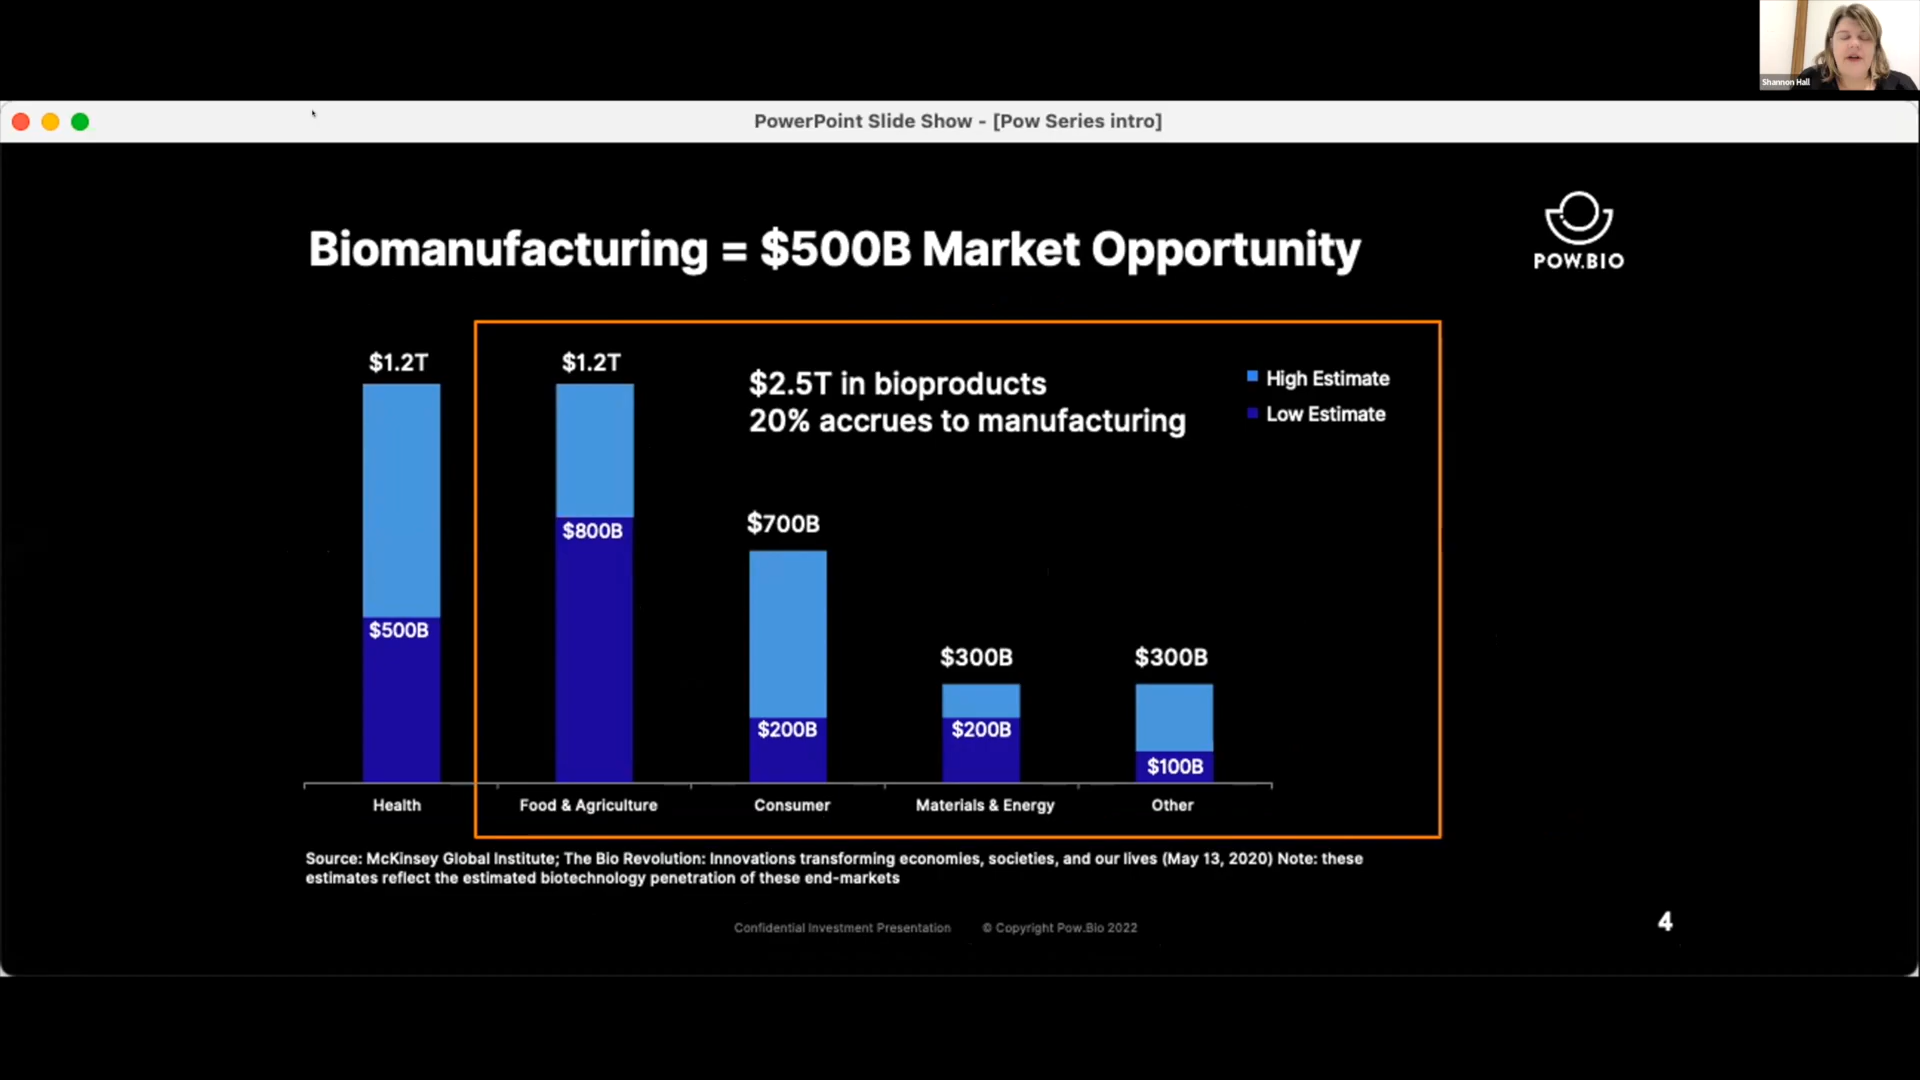 Shannon Hall
PowerPoint Slide Show - [Pow Series intro]
Biomanufacturing = $500B Market Opportunity
POW.BIO
$1.2T
$1.2T
$2.5T in bioproducts
20% accrues to manufacturing
High Estimate
Low Estimate
$800B
$700B
$500B
$300B
$300B
$200B
$200B
$100B
Health
Food & Agriculture
Consumer
Materials & Energy
Other
Source: McKinsey Global Institute; The Bio Revolution: Innovations transforming economies, societies, and our lives (May 13, 2020) Note: these
estimates reflect the estimated biotechnology penetration of these end-markets
Confidential Investment Presentation © Copyright Pow.Bio 2022
4